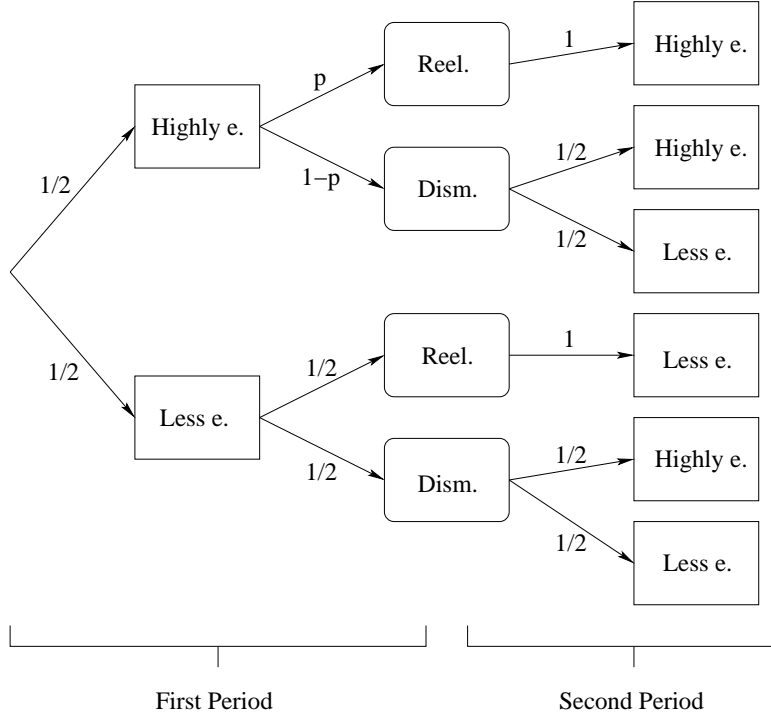 1/2
1/2
Highly e.
Less e.
p
1–p
1/2
1/2
Reel.
Dism.
Reel.
Dism.
1
1/2
1/2
1
1/2
1/2
Highly e.
Highly e.
Less e.
Less e.
Highly e.
Less e.
First Period
Second Period